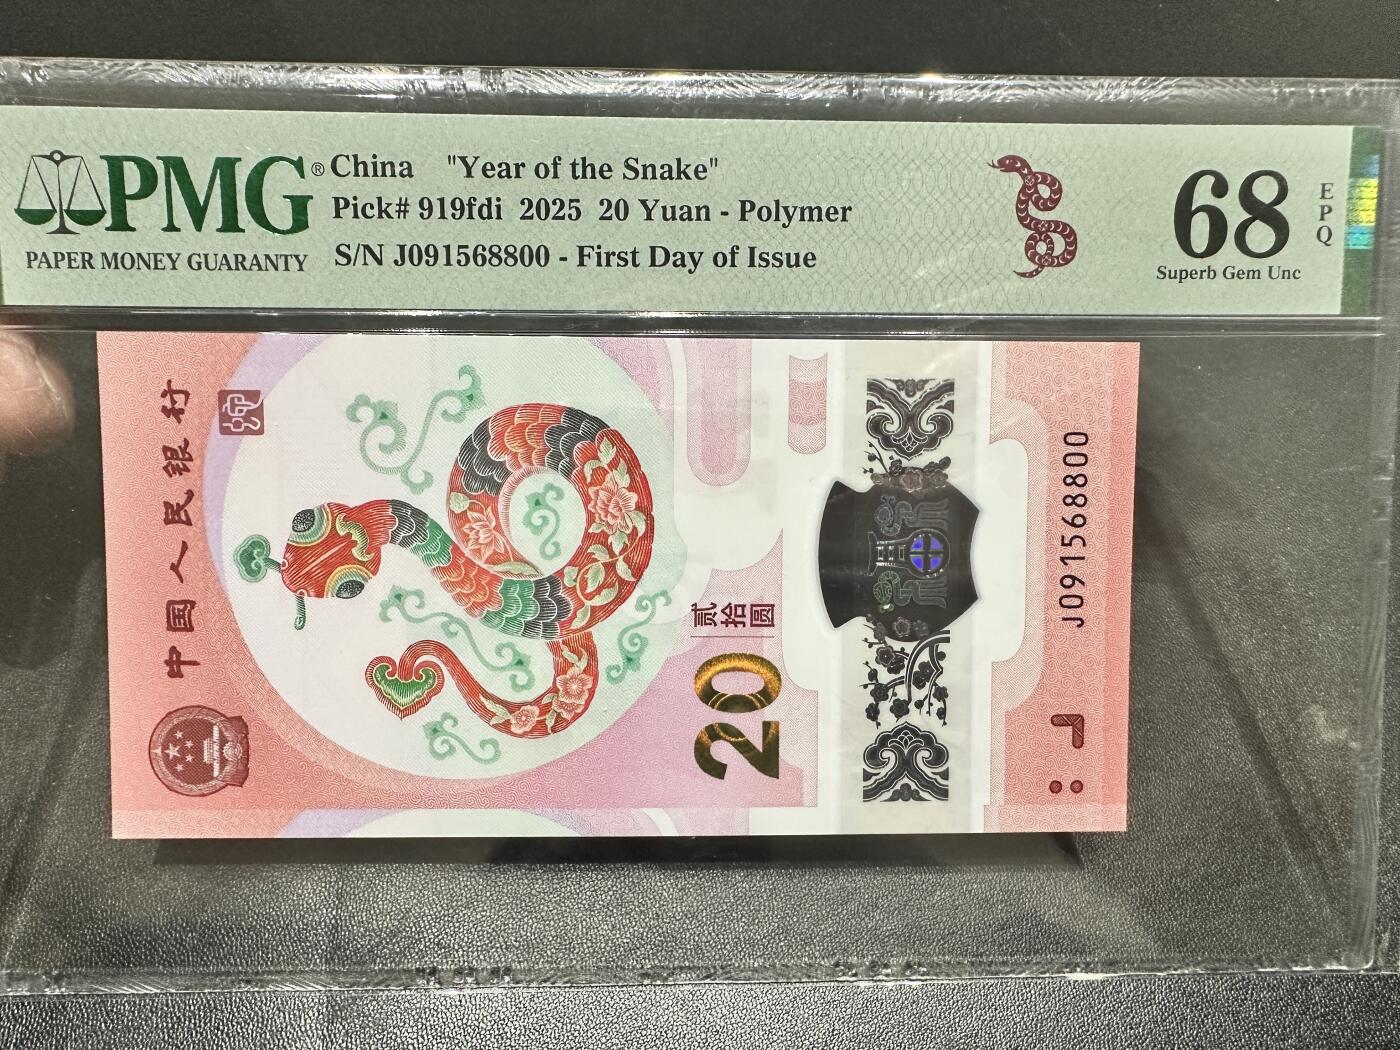 PMG®
PAPER MONEY GUARANTY
China "Year of the Snake"
Pick# 919fdi 2025 20 Yuan - Polymer
S/N J091568800 - First Day of Issue
68
EPQ
Superb Gem Unc
中国人民银行
贰拾圆
20
J091568800